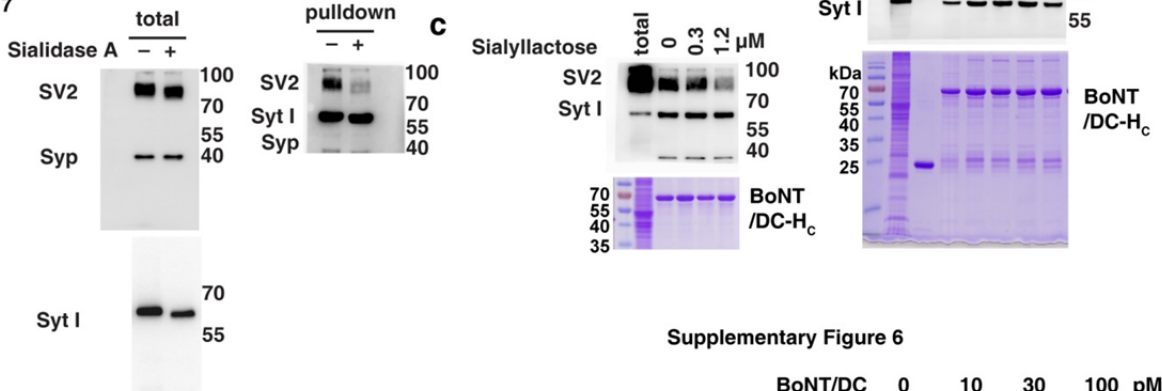 total
Sialidase A − +
SV2
Syp
100
70
55
40
Syt I
70
55
pulldown
− +
SV2
Syt I
Syp
100
70
55
40
c
Sialyllactose
total 0 0.3 1.2 µM
SV2
Syt I
100
70
55
40
70
55
40
35
BoNT
/DC-HC
Syt I
55
kDa
70
55
40
35
25
BoNT
/DC-HC
Supplementary Figure 6
BoNT/DC 0 10 30 100 pM